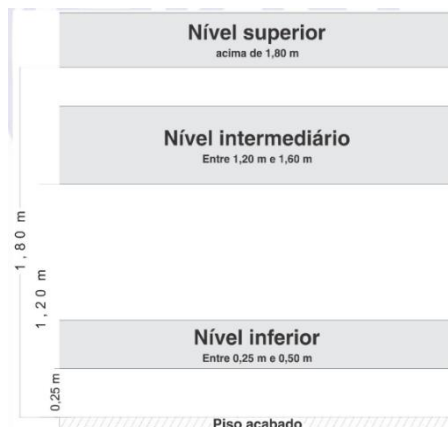 Nível superior
acima de 1,80 m
Nível intermediário
Entre 1,20 m e 1,60 m
1,80 m
1,20 m
Nível inferior
Entre 0,25 m e 0,50 m
0,25 m
Piso acabado